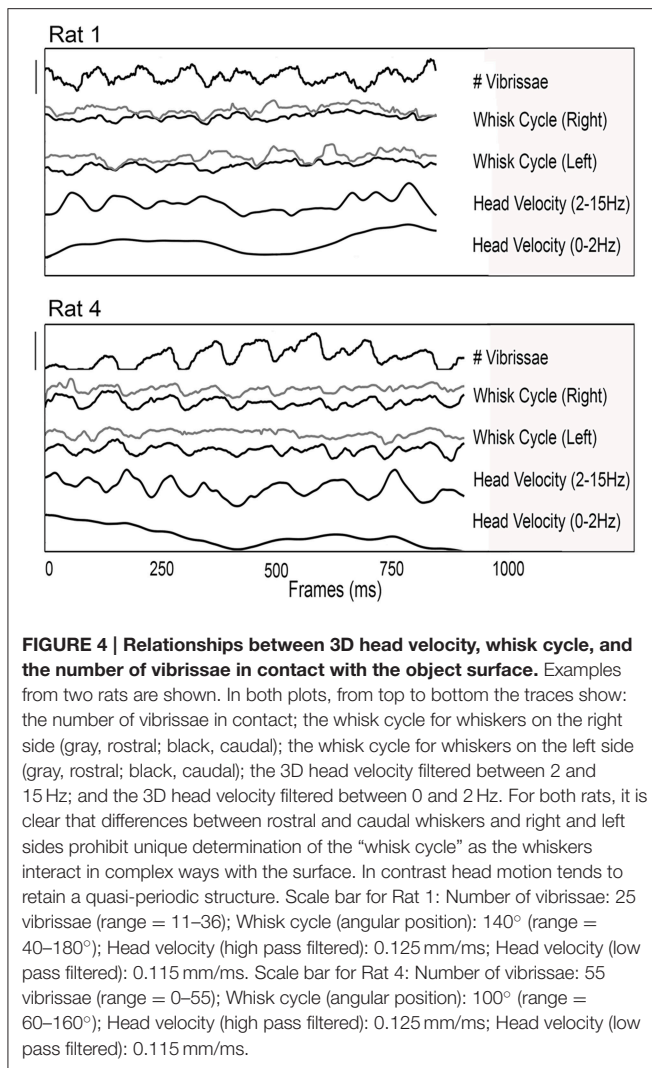 Rat 1
# Vibrissae
Whisk Cycle (Right)
Whisk Cycle (Left)
Head Velocity (2-15Hz)
Head Velocity (0-2Hz)
Rat 4
# Vibrissae
Whisk Cycle (Right)
Whisk Cycle (Left)
Head Velocity (2-15Hz)
Head Velocity (0-2Hz)
0 250 500 750 1000
Frames (ms)
FIGURE 4 | Relationships between 3D head velocity, whisk cycle, and
the number of vibrissae in contact with the object surface. Examples
from two rats are shown. In both plots, from top to bottom the traces show:
the number of vibrissae in contact; the whisk cycle for whiskers on the right
side (gray, rostral; black, caudal); the whisk cycle for whiskers on the left side
(gray, rostral; black, caudal); the 3D head velocity filtered between 2 and
15 Hz; and the 3D head velocity filtered between 0 and 2 Hz. For both rats, it is
clear that differences between rostral and caudal whiskers and right and left
sides prohibit unique determination of the “whisk cycle” as the whiskers
interact in complex ways with the surface. In contrast head motion tends to
retain a quasi-periodic structure. Scale bar for Rat 1: Number of vibrissae: 25
vibrissae (range = 11–36); Whisk cycle (angular position): 140° (range =
40–180°); Head velocity (high pass filtered): 0.125 mm/ms; Head velocity (low
pass filtered): 0.115 mm/ms. Scale bar for Rat 4: Number of vibrissae: 55
vibrissae (range = 0–55); Whisk cycle (angular position): 100° (range =
60–160°); Head velocity (high pass filtered): 0.125 mm/ms; Head velocity (low
pass filtered): 0.115 mm/ms.